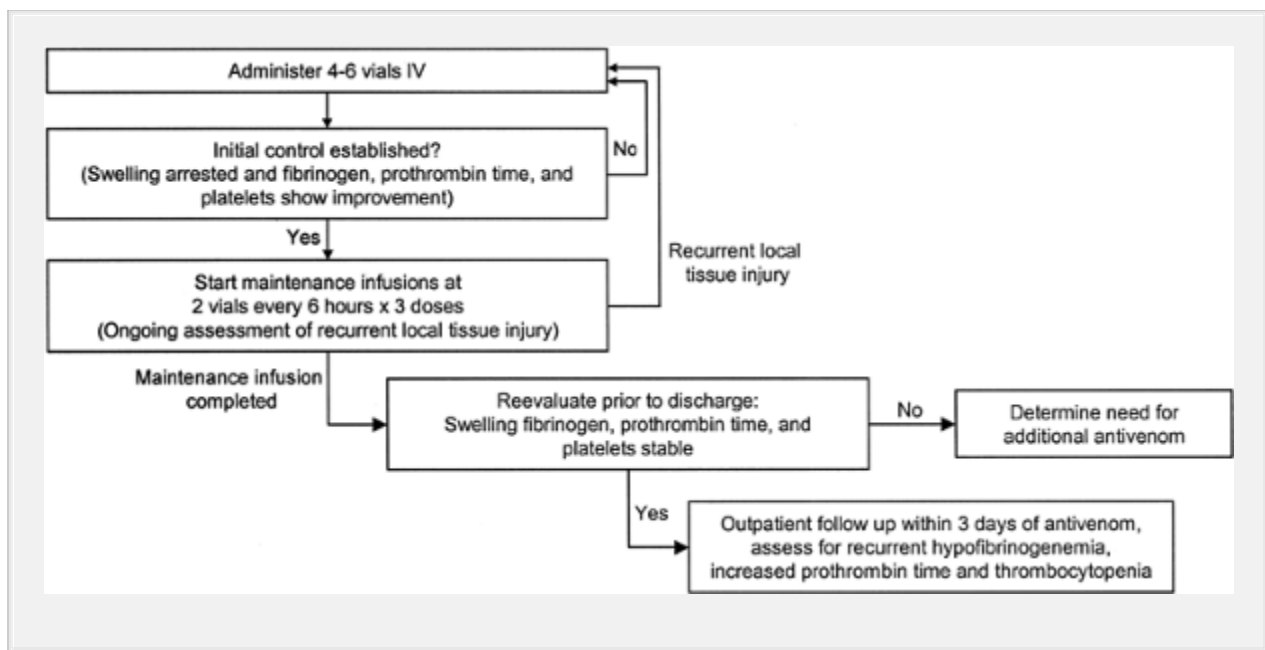 Administer 4-6 vials IV
Initial control established?
(Swelling arrested and fibrinogen, prothrombin time, and
platelets show improvement)
No
Yes
Recurrent local
tissue injury
Start maintenance infusions at
2 vials every 6 hours x 3 doses
(Ongoing assessment of recurrent local tissue injury)
Maintenance infusion
completed
Reevaluate prior to discharge:
Swelling fibrinogen, prothrombin time, and
platelets stable
No
Determine need for
additional antivenom
Yes
Outpatient follow up within 3 days of antivenom,
assess for recurrent hypofibrinogenemia,
increased prothrombin time and thrombocytopenia